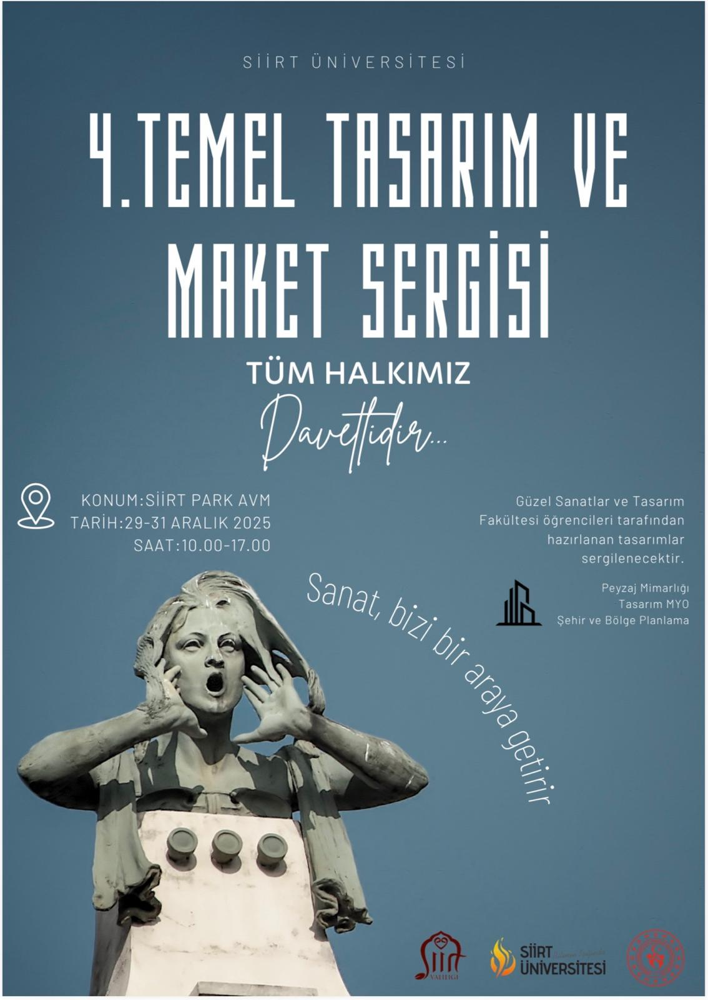 SİİRT ÜNİVERSİTESİ
4.TEMEL TASARIM VE
MAKET SERGİSİ
TÜM HALKIMIZ
Davetlidir...
KONUM:SİİRT PARK AVM
TARİH:29-31 ARALIK 2025
SAAT:10.00-17.00
Güzel Sanatlar ve Tasarım
Fakültesi öğrencileri tarafından
hazırlanan tasarımlar
sergilenecektir.
Peyzaj Mimarlığı
Tasarım MYO
Şehir ve Bölge Planlama
Sanat, bizi bir araya getirir
Siirt
VALİLİĞİ
SİİRT
ÜNİVERSİTESİ